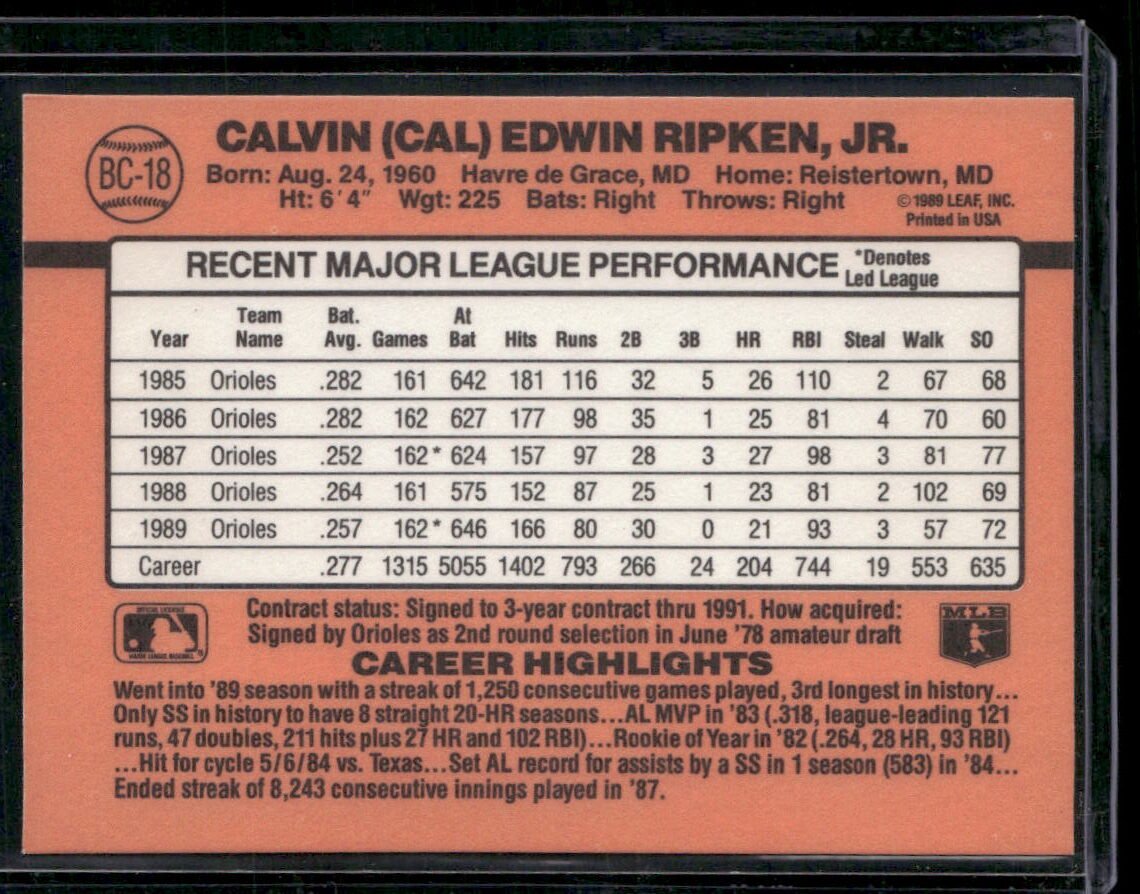 BC-18
CALVIN (CAL) EDWIN RIPKEN, JR.
Born: Aug. 24, 1960 Havre de Grace, MD Home: Reistertown, MD
Ht: 6'4" Wgt: 225 Bats: Right Throws: Right
©1989 LEAF, INC.
Printed in USA
RECENT MAJOR LEAGUE PERFORMANCE *Denotes Led League
Year Team Name Bat. Avg. Games At Bat Hits Runs 2B 3B HR RBI Steal Walk SO
1985 Orioles .282 161 642 181 116 32 5 26 110 2 67 68
1986 Orioles .282 162 627 177 98 35 1 25 81 4 70 60
1987 Orioles .252 162* 624 157 97 28 3 27 98 3 81 77
1988 Orioles .264 161 575 152 87 25 1 23 81 2 102 69
1989 Orioles .257 162* 646 166 80 30 0 21 93 3 57 72
Career .277 1315 5055 1402 793 266 24 204 744 19 553 635
OFFICIAL LICENSEE
MAJOR LEAGUE BASEBALL
Contract status: Signed to 3-year contract thru 1991. How acquired:
Signed by Orioles as 2nd round selection in June '78 amateur draft
MLB
CAREER HIGHLIGHTS
Went into '89 season with a streak of 1,250 consecutive games played, 3rd longest in history...
Only SS in history to have 8 straight 20-HR seasons...AL MVP in '83 (.318, league-leading 121
runs, 47 doubles, 211 hits plus 27 HR and 102 RBI)...Rookie of Year in '82 (.264, 28 HR, 93 RBI)
...Hit for cycle 5/6/84 vs. Texas...Set AL record for assists by a SS in 1 season (583) in '84...
Ended streak of 8,243 consecutive innings played in '87.